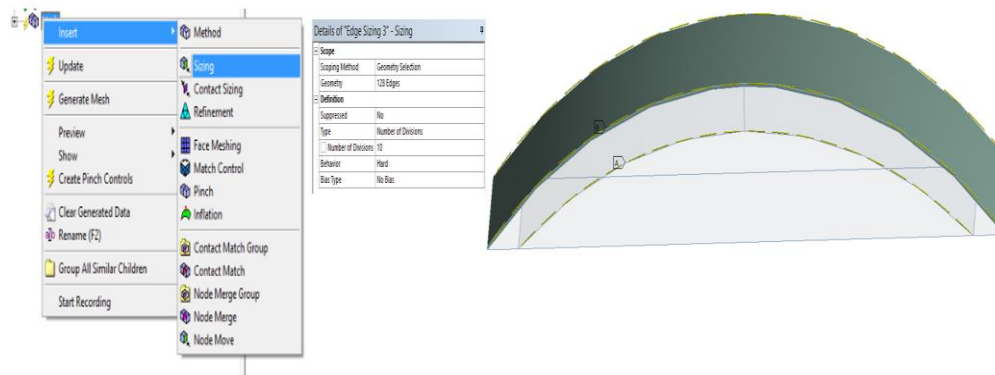 Insert
Update
Generate Mesh
Preview
Show
Create Pinch Controls
Clear Generated Data
Rename (F2)
Group All Similar Children
Start Recording
Method
Sizing
Contact Sizing
Refinement
Face Meshing
Match Control
Pinch
Inflation
Contact Match Group
Contact Match
Node Merge Group
Node Merge
Node Move
Details of "Edge Sizing 3" - Sizing
Scope
Scoping Method Geometry Selection
Geometry 128 Edges
Definition
Suppressed No
Type Number of Divisions
Number of Divisions 10
Behavior Hard
Bias Type No Bias
A